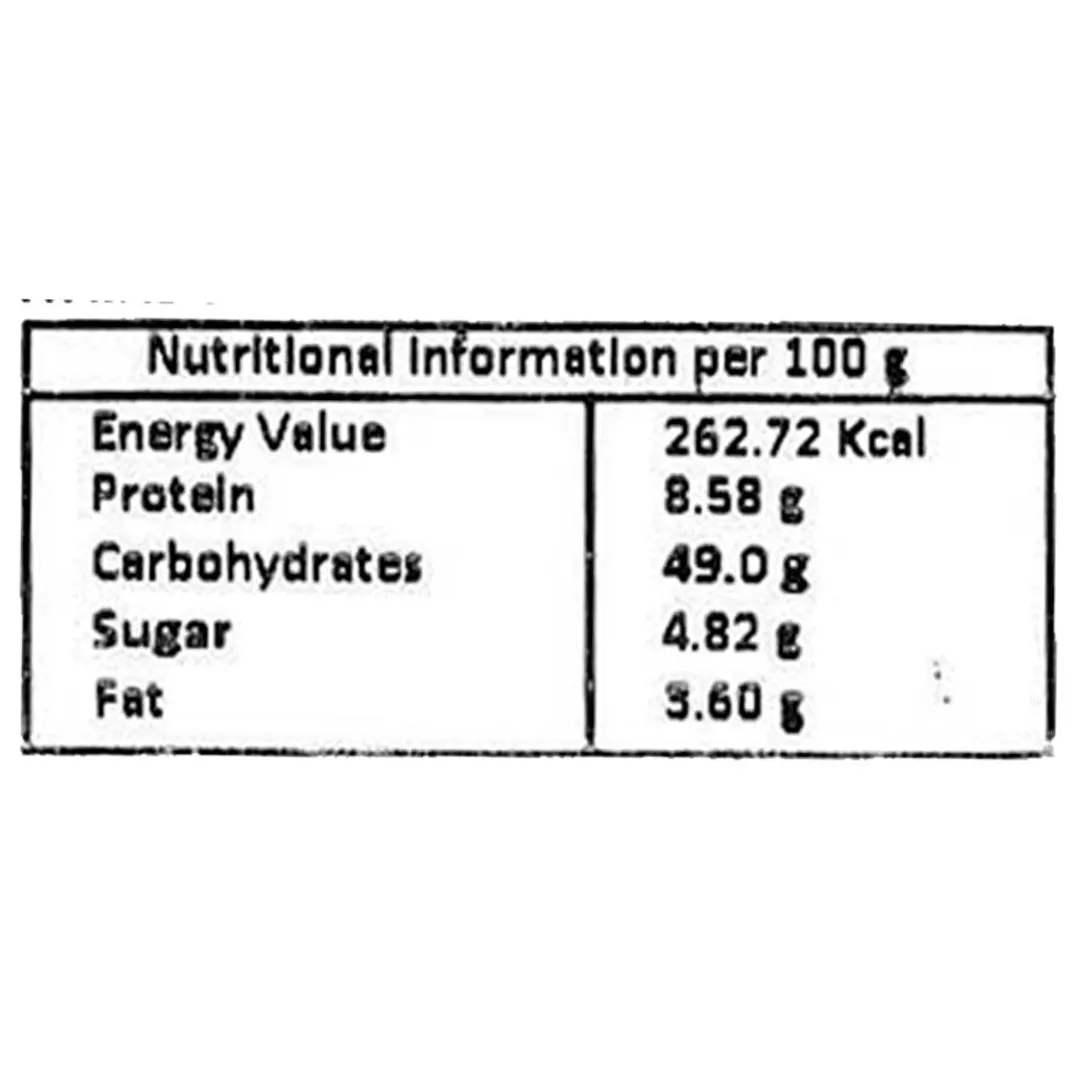 Nutritional Information per 100 g
Energy Value 262.72 Kcal
Protein 8.58 g
Carbohydrates 49.0 g
Sugar 4.82 g
Fat 3.60 g